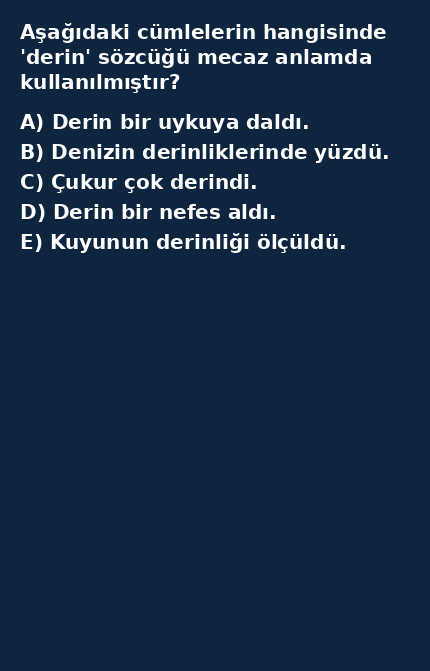 Aşağıdaki cümlelerin hangisinde
'derin' sözcüğü mecaz anlamda
kullanılmıştır?
A) Derin bir uykuya daldı.
B) Denizin derinliklerinde yüzdü.
C) Çukur çok derindi.
D) Derin bir nefes aldı.
E) Kuyunun derinliği ölçüldü.